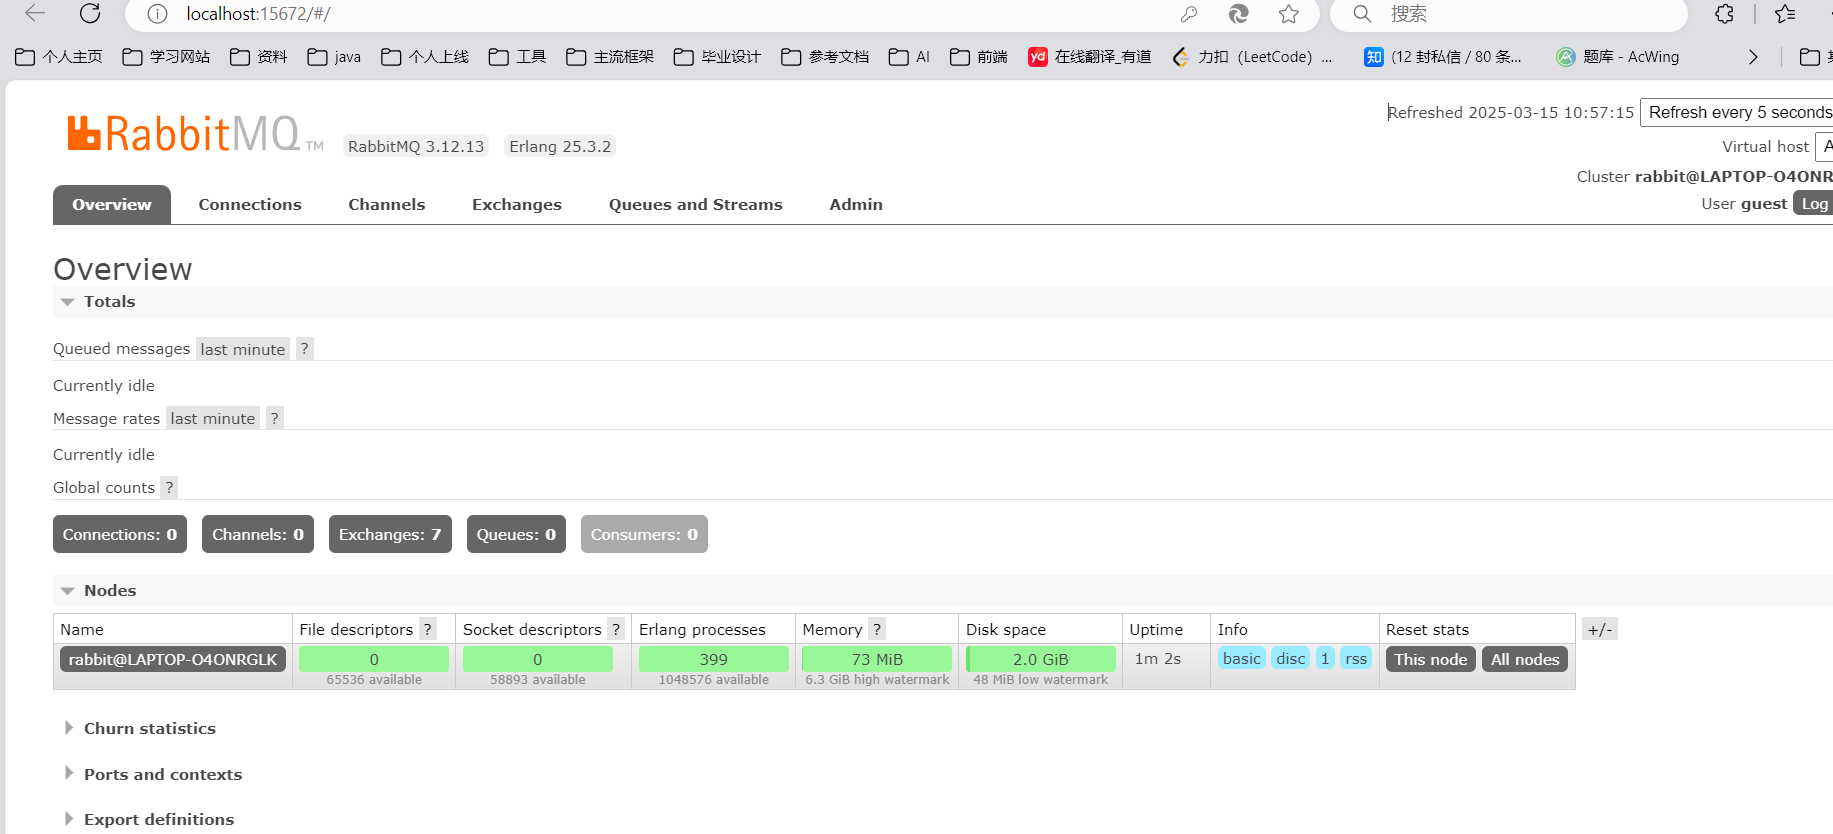 localhost:15672/#/
搜索
个人主页 学习网站 资料 java 个人上线 工具 主流框架 毕业设计 参考文档 AI 前端 yd 在线翻译_有道 力扣（LeetCode）... 知 (12 封私信 / 80 条... 题库 - AcWing
Refreshed 2025-03-15 10:57:15 Refresh every 5 seconds
RabbitMQ TM RabbitMQ 3.12.13 Erlang 25.3.2
Virtual host A
Cluster rabbit@LAPTOP-O4ONR
User guest Log
Overview Connections Channels Exchanges Queues and Streams Admin
Overview
Totals
Queued messages last minute ?
Currently idle
Message rates last minute ?
Currently idle
Global counts ?
Connections: 0 Channels: 0 Exchanges: 7 Queues: 0 Consumers: 0
Nodes
Name File descriptors ? Socket descriptors ? Erlang processes Memory ? Disk space Uptime Info Reset stats +/-
rabbit@LAPTOP-O4ONRGLK 0 0 399 73 MiB 2.0 GiB 1m 2s basic disc 1 rss This node All nodes
65536 available 58893 available 1048576 available 6.3 GiB high watermark 48 MiB low watermark
Churn statistics
Ports and contexts
Export definitions